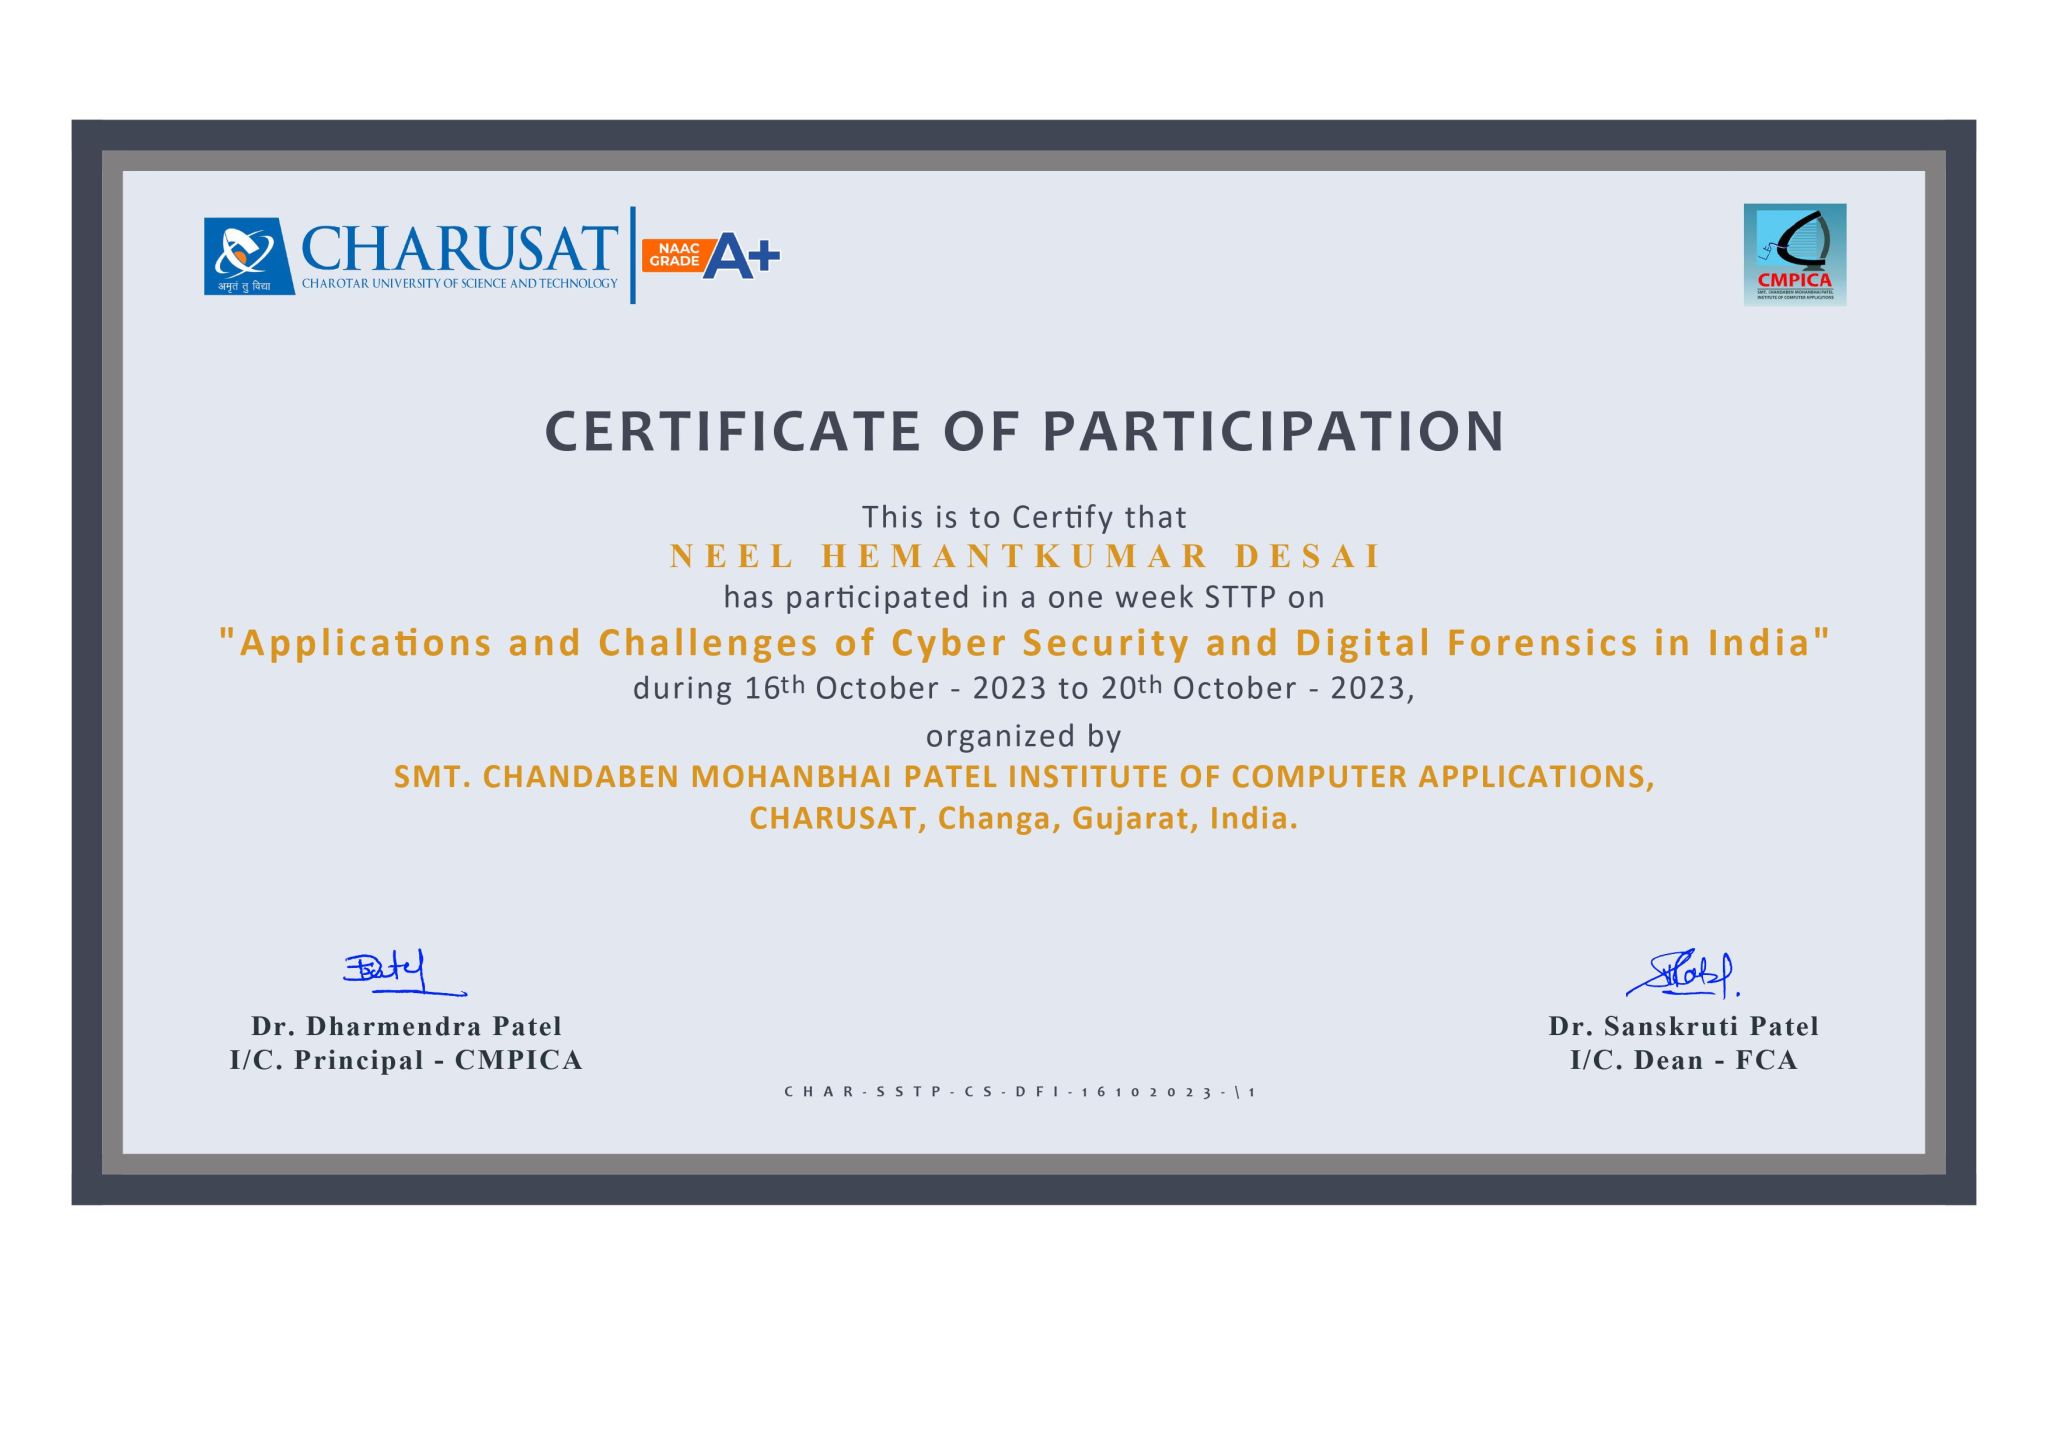 CHARUSAT
CHAROTAR UNIVERSITY OF SCIENCE AND TECHNOLOGY
अमृतं तु विद्या
NAAC
GRADE
A+
CMPICA
SMT. CHANDABEN MOHANBHAI PATEL
INSTITUTE OF COMPUTER APPLICATIONS
CERTIFICATE OF PARTICIPATION
This is to Certify that
NEEL HEMANTKUMAR DESAI
has participated in a one week STTP on
"Applications and Challenges of Cyber Security and Digital Forensics in India"
during 16th October - 2023 to 20th October - 2023,
organized by
SMT. CHANDABEN MOHANBHAI PATEL INSTITUTE OF COMPUTER APPLICATIONS,
CHARUSAT, Changa, Gujarat, India.
Dr. Dharmendra Patel
I/C. Principal - CMPICA
Dr. Sanskruti Patel
I/C. Dean - FCA
CHAR-SSTP-CS-DFI-16102023-\1